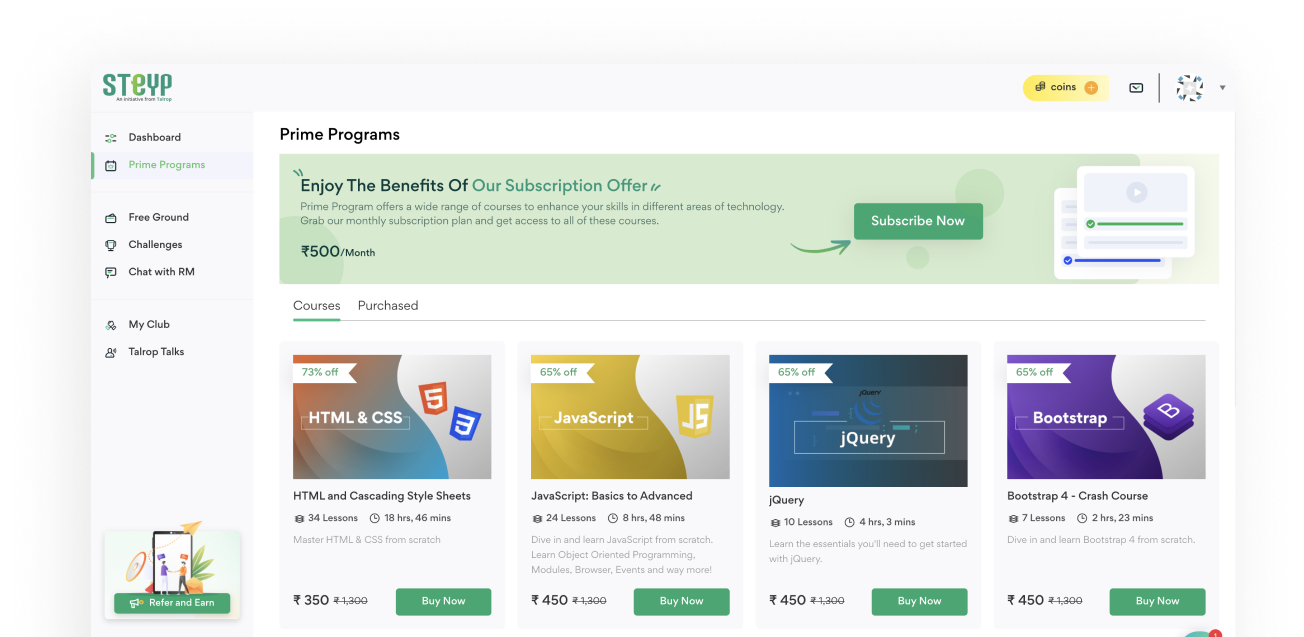 STEYP
An initiative from Talrop
coins
Dashboard
Prime Programs
Free Ground
Challenges
Chat with RM
My Club
Talrop Talks
Refer and Earn
Prime Programs
Enjoy The Benefits Of Our Subscription Offer
Prime Program offers a wide range of courses to enhance your skills in different areas of technology.
Grab our monthly subscription plan and get access to all of these courses.
₹500/Month
Subscribe Now
Courses Purchased
73% off
HTML & CSS
5
3
HTML and Cascading Style Sheets
34 Lessons 18 hrs, 46 mins
Master HTML & CSS from scratch
₹ 350 ₹ 1,300 Buy Now
65% off
JavaScript
JS
JavaScript: Basics to Advanced
24 Lessons 8 hrs, 48 mins
Dive in and learn JavaScript from scratch.
Learn Object Oriented Programming,
Modules, Browser, Events and way more!
₹ 450 ₹ 1,300 Buy Now
65% off
jQuery
jQuery
jQuery
10 Lessons 4 hrs, 3 mins
Learn the essentials you'll need to get started
with jQuery.
₹ 450 ₹ 1,300 Buy Now
65% off
Bootstrap
B
Bootstrap 4 - Crash Course
7 Lessons 2 hrs, 23 mins
Dive in and learn Bootstrap 4 from scratch.
₹ 450 ₹ 1,300 Buy Now
1